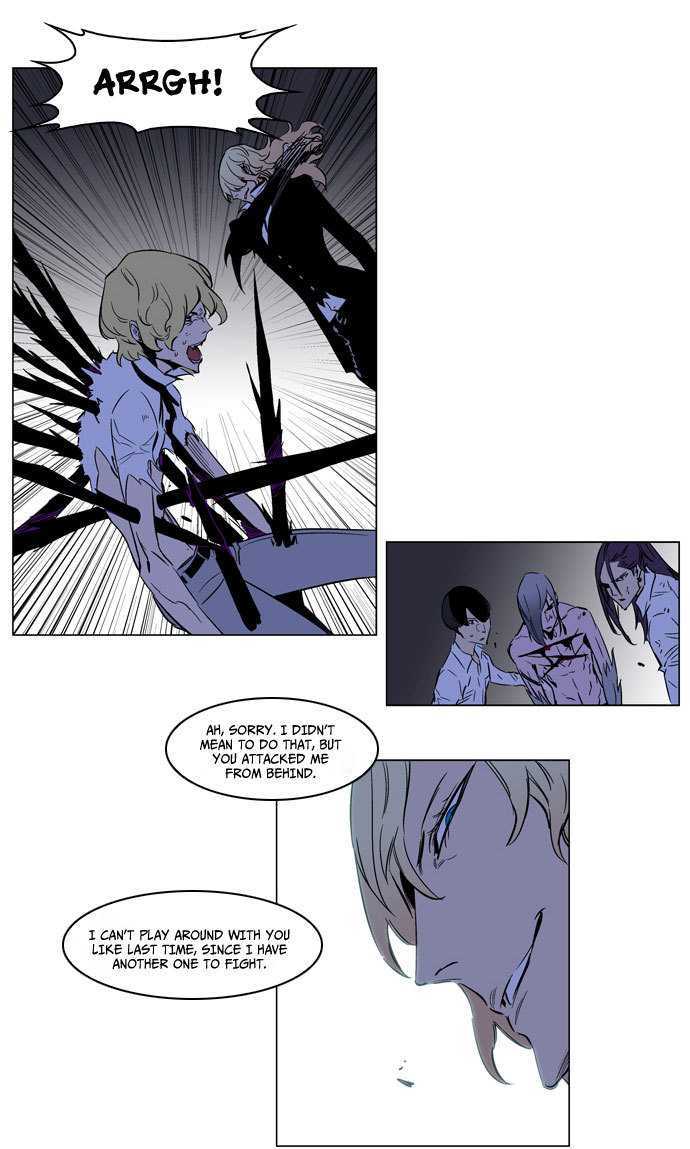 ARRGH!
AH, SORRY. I DIDN'T
MEAN TO DO THAT, BUT
YOU ATTACKED ME
FROM BEHIND.
I CAN'T PLAY AROUND WITH YOU
LIKE LAST TIME, SINCE I HAVE
ANOTHER ONE TO FIGHT.